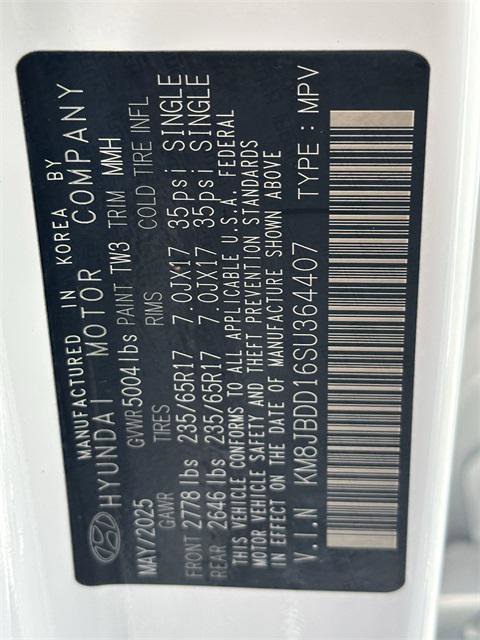 MANUFACTURED IN KOREA BY
HYUNDAI MOTOR COMPANY
MAY/2025 GVWR 5004 lbs PAINT TW3 TRIM MMH
GAWR TIRES RIMS COLD TIRE INFL
FRONT 2778 lbs 235/65R17 7.0JX17 35psi SINGLE
REAR 2646 lbs 235/65R17 7.0JX17 35psi SINGLE
THIS VEHICLE CONFORMS TO ALL APPLICABLE U.S.A. FEDERAL
MOTOR VEHICLE SAFETY AND THEFT PREVENTION STANDARDS
IN EFFECT ON THE DATE OF MANUFACTURE SHOWN ABOVE
V.I.N KM8JBDD16SU364407 TYPE : MPV